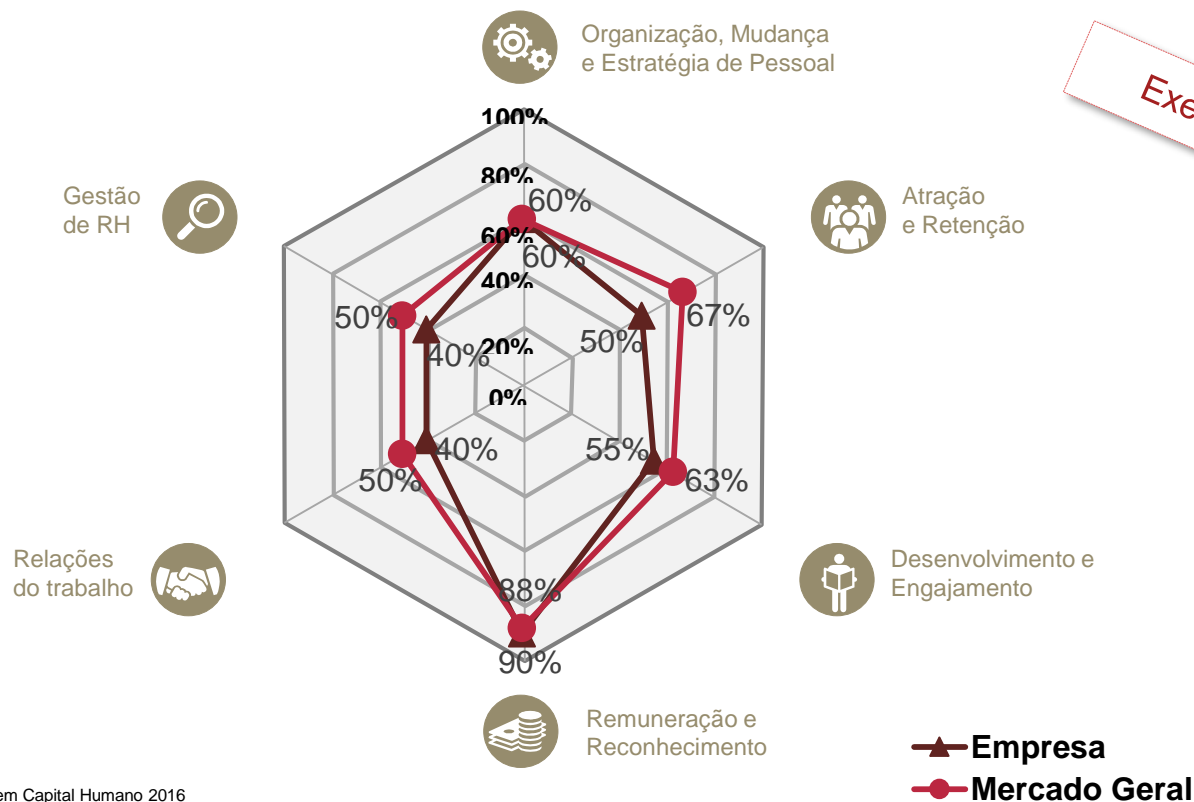 Organização, Mudança
e Estratégia de Pessoal
100%
80%
60%
60%
60%
40%
20%
0%
Gestão
de RH
Atração
e Retenção
50%
40%
67%
50%
40%
50%
55%
63%
Relações
do trabalho
Desenvolvimento e
Engajamento
88%
90%
Remuneração e
Reconhecimento
Empresa
Mercado Geral
em Capital Humano 2016